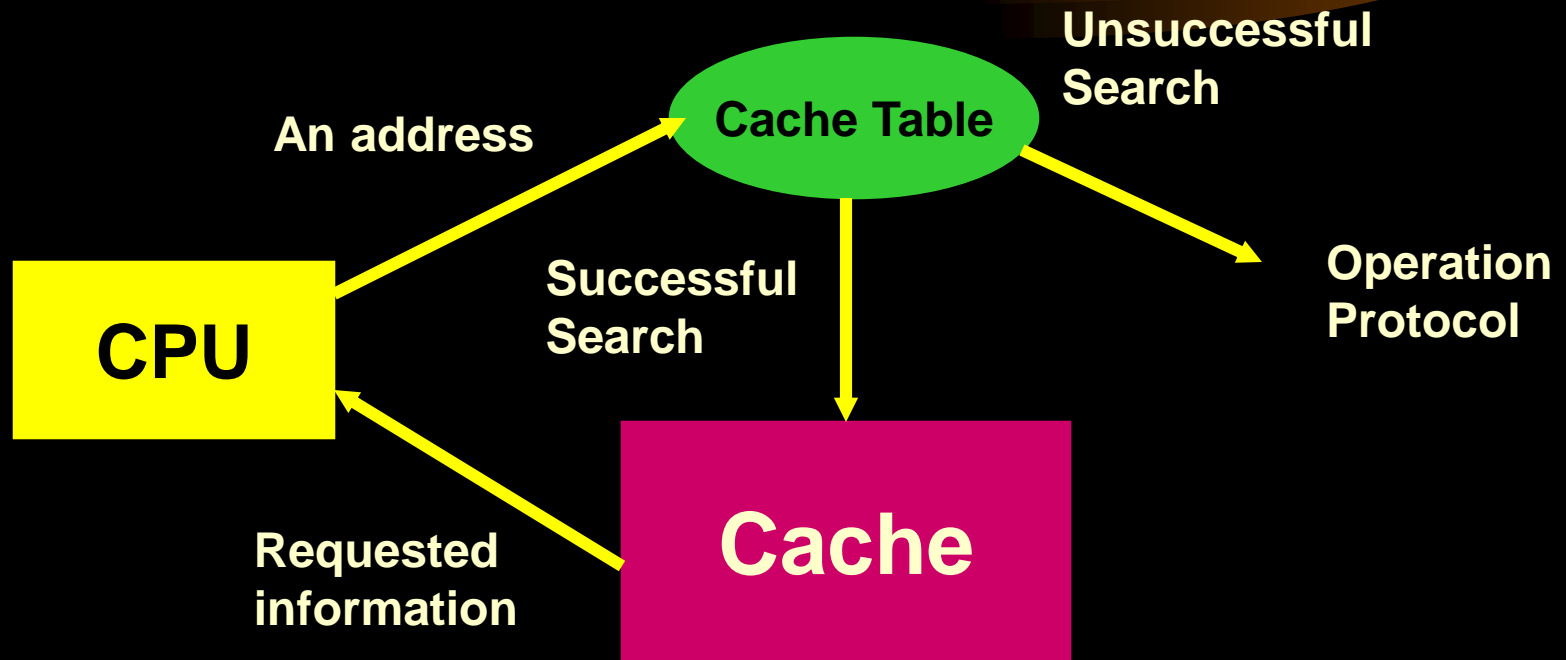 Unsuccessful
Search
Cache Table
An address
Successful
Search
Operation
Protocol
CPU
Cache
Requested
information